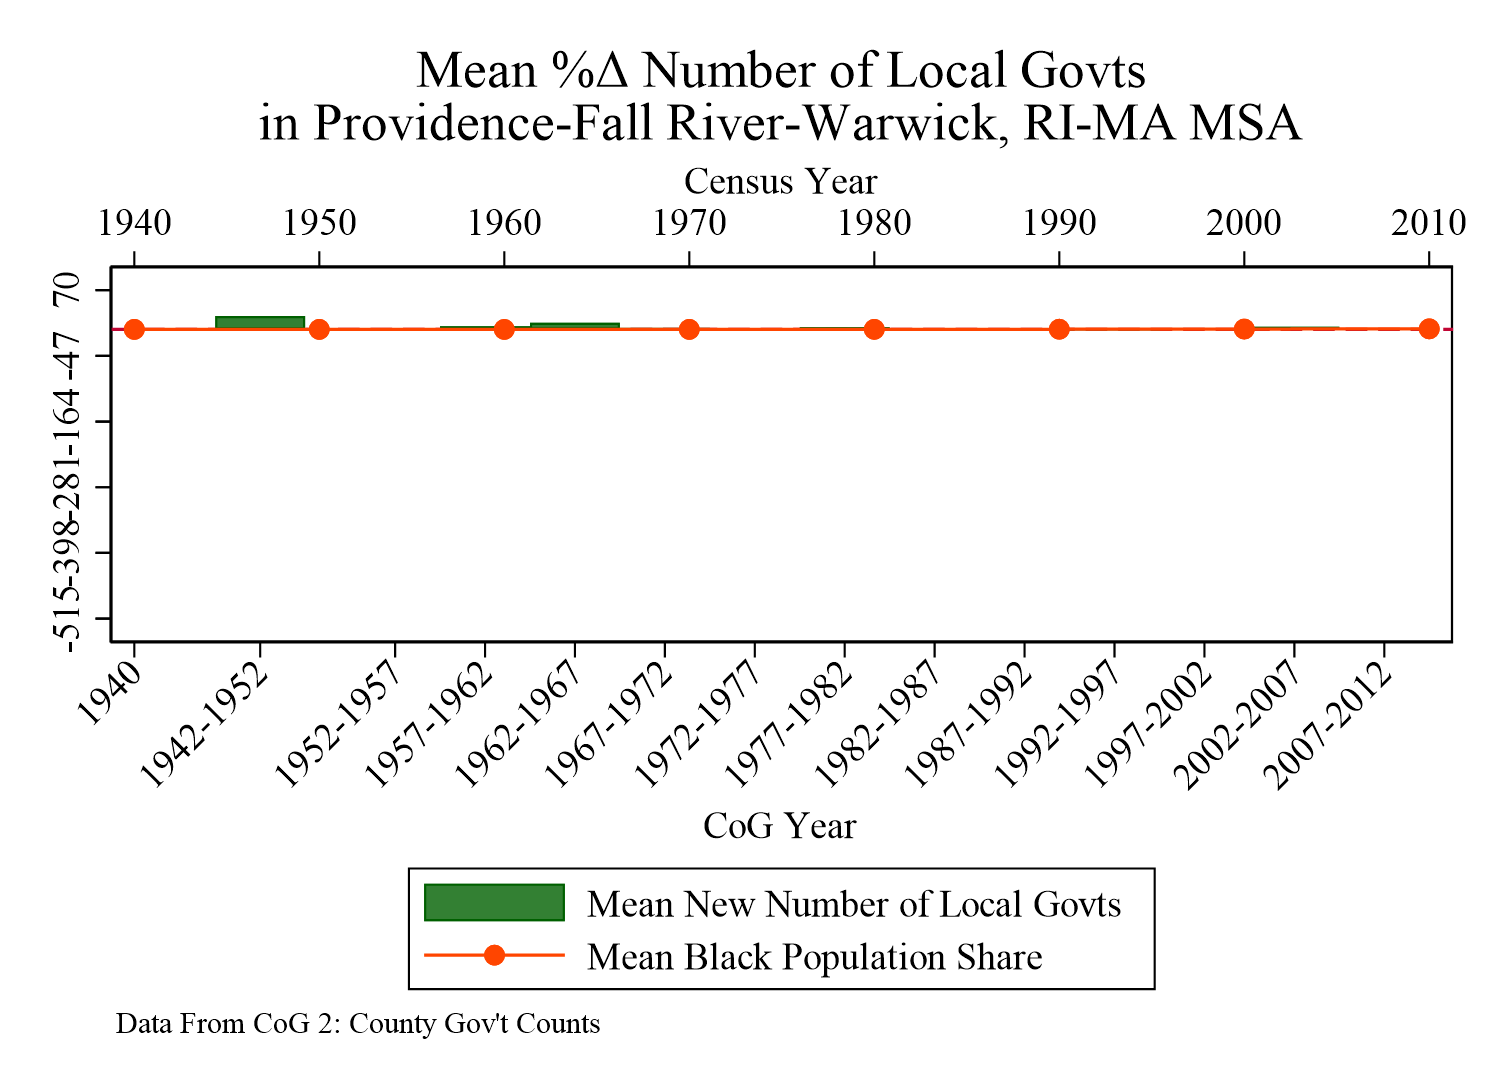 Mean %Δ Number of Local Govts
in Providence-Fall River-Warwick, RI-MA MSA
Census Year
1940 1950 1960 1970 1980 1990 2000 2010
70
-47
-164
-281
-398
-515
1940 1942-1952 1952-1957 1957-1962 1962-1967 1967-1972 1972-1977 1977-1982 1982-1987 1987-1992 1992-1997 1997-2002 2002-2007 2007-2012
CoG Year
Mean New Number of Local Govts
Mean Black Population Share
Data From CoG 2: County Gov't Counts